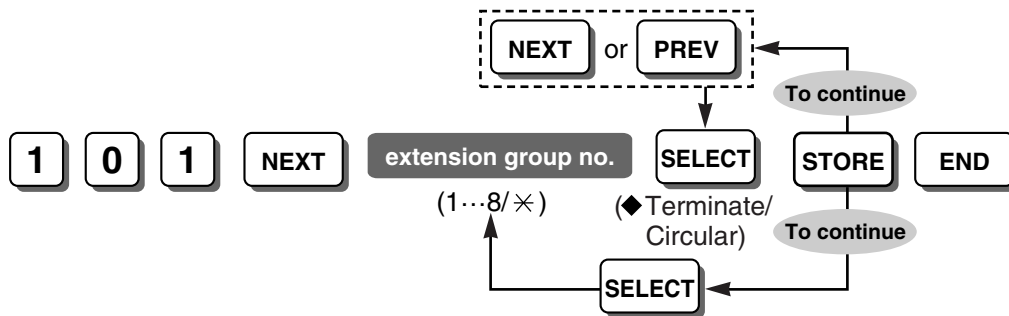 NEXT or PREV
To continue
1 0 1 NEXT extension group no. SELECT STORE END
(1···8/✳) (◆Terminate/
Circular)
To continue
SELECT